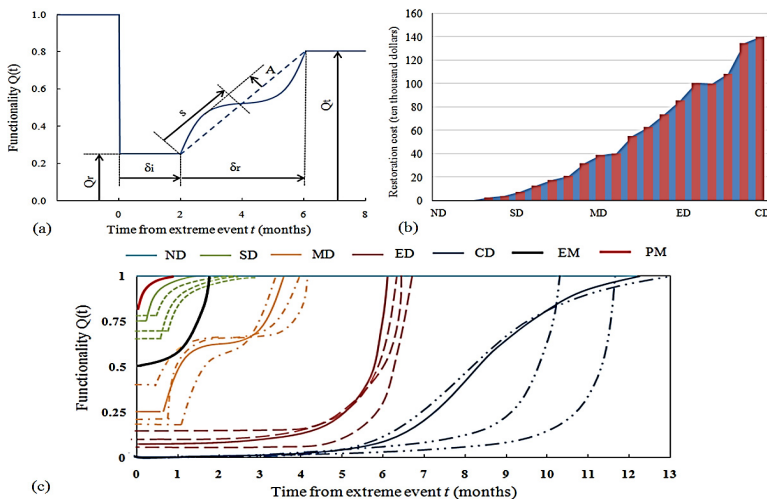 (a)
Functionality Q(t)
1.0
0.8
0.6
0.4
0.2
Qr
δi
δr
s
A
Qt
0
2
4
6
8
Time from extreme event t (months)
(b)
Restoration cost (ten thousand dollars)
160
140
120
100
80
60
40
20
0
ND
SD
MD
ED
CD
ND
SD
MD
ED
CD
EM
PM
(c)
Functionality Q(t)
1
0.75
0.5
0.25
0
0
1
2
3
4
5
6
7
8
9
10
11
12
13
Time from extreme event t (months)